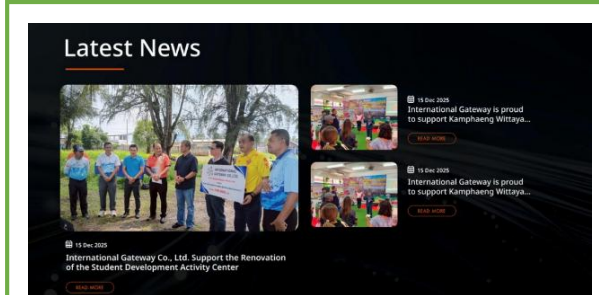 Latest News
15 Dec 2025
International Gateway Co., Ltd. Support the Renovation
of the Student Development Activity Center
READ MORE
15 Dec 2025
International Gateway is proud
to support Kamphaeng Wittaya...
READ MORE
15 Dec 2025
International Gateway is proud
to support Kamphaeng Wittaya...
READ MORE